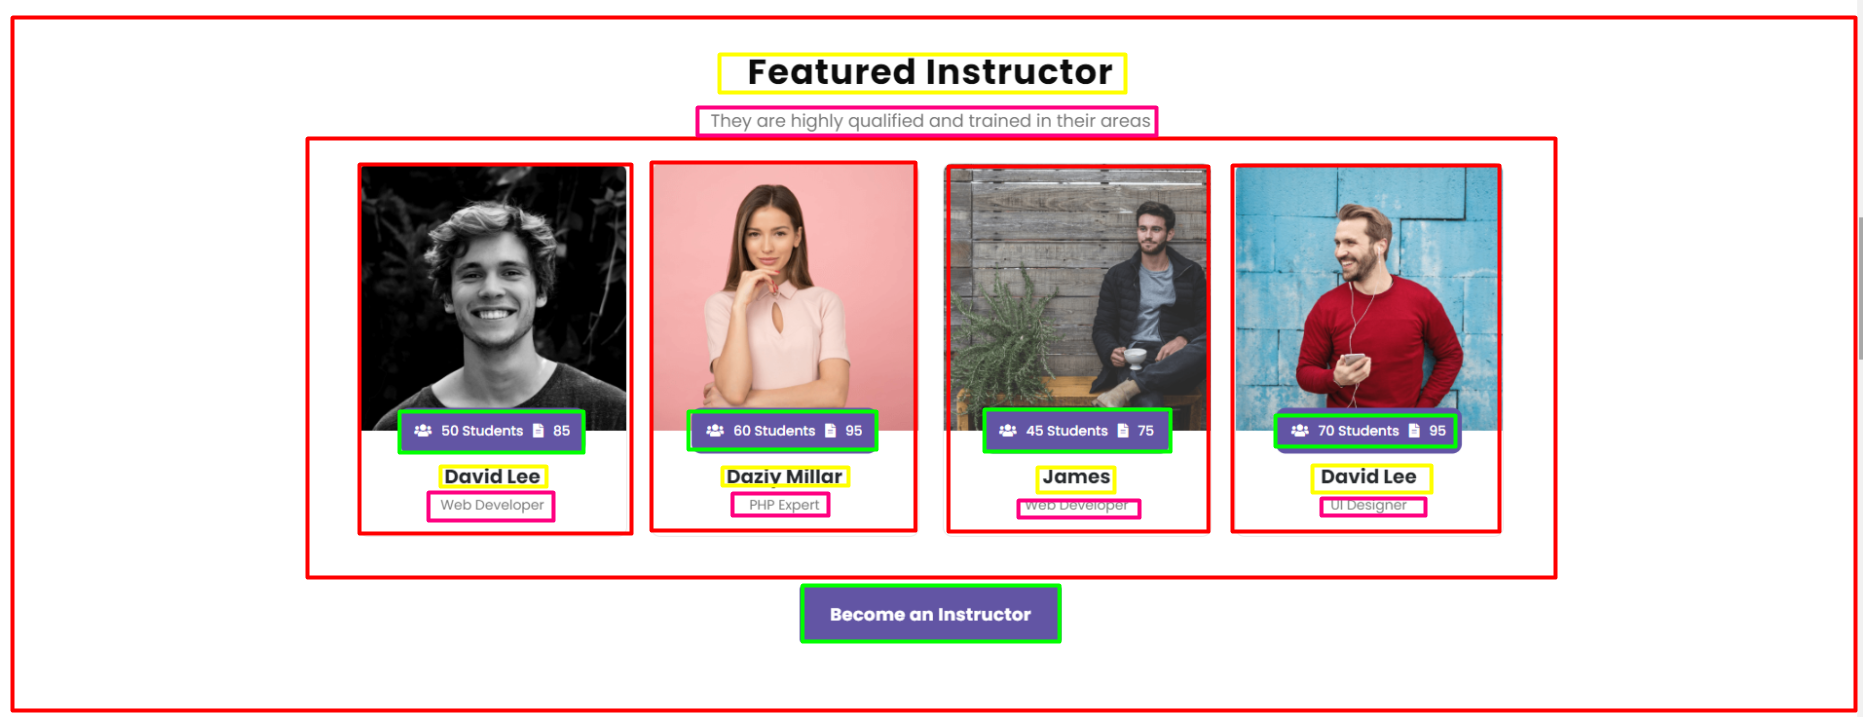 Featured Instructor
They are highly qualified and trained in their areas
50 Students 85
60 Students 95
45 Students 75
70 Students 95
David Lee
Daziy Millar
James
David Lee
Web Developer
PHP Expert
Web Developer
UI Designer
Become an Instructor